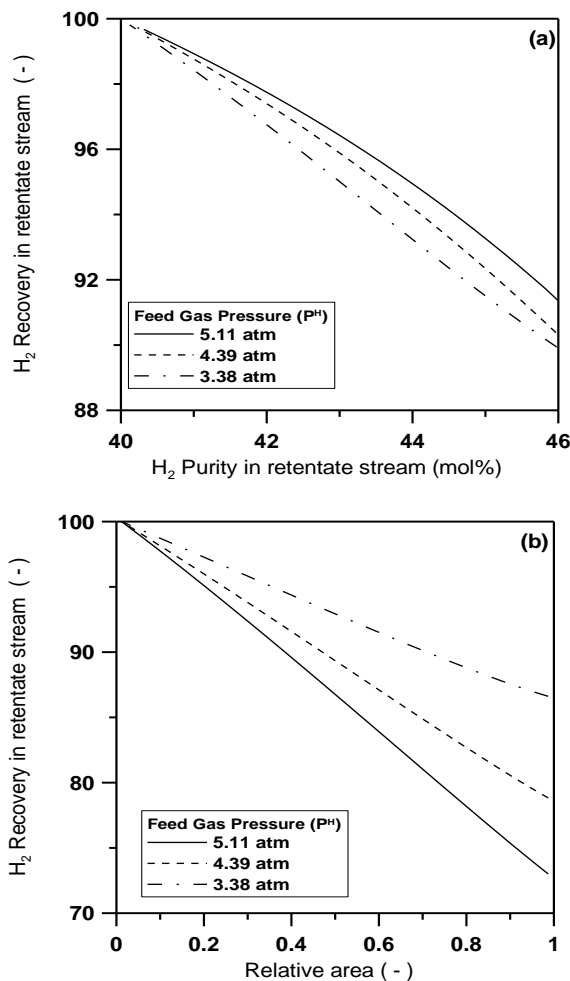 100
96
92
88
H₂ Recovery in retentate stream ( - )
(a)
Feed Gas Pressure (Pᴴ)
5.11 atm
4.39 atm
3.38 atm
40
42
44
46
H₂ Purity in retentate stream (mol%)
100
90
80
70
H₂ Recovery in retentate stream ( - )
(b)
Feed Gas Pressure (Pᴴ)
5.11 atm
4.39 atm
3.38 atm
0
0.2
0.4
0.6
0.8
1
Relative area ( - )